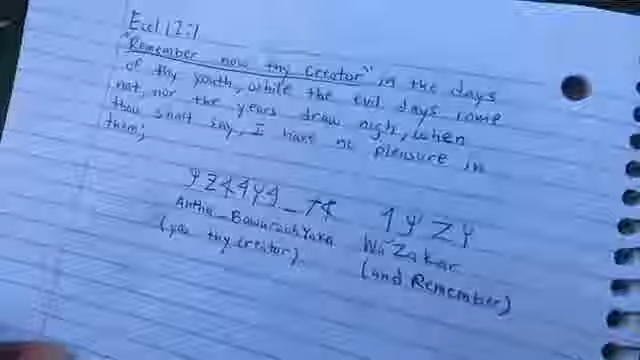 Eccl 12:1
"Remember now thy Creator" in the days
of thy youth, while the evil days come
not, nor the years draw nigh, when
thou shalt say, I have no pleasure in
them;
Wa Zakar
(and Remember)
(you thy creator)